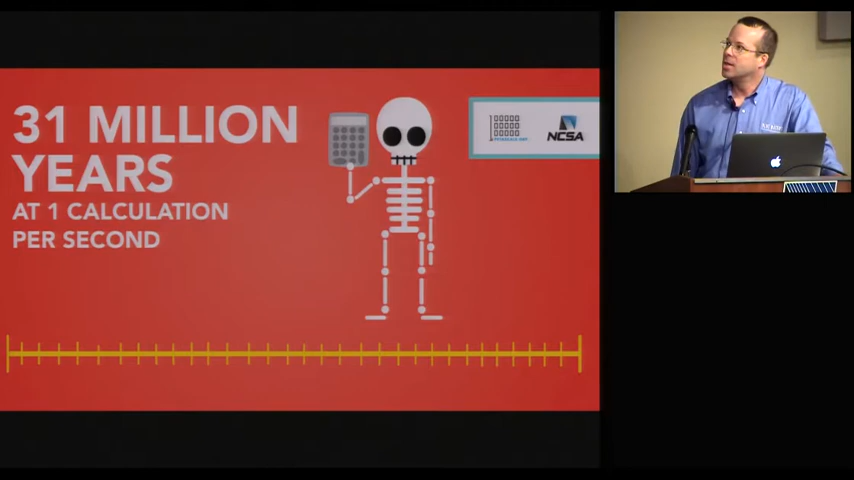 31 MILLION
YEARS
AT 1 CALCULATION
PER SECOND
NCSA